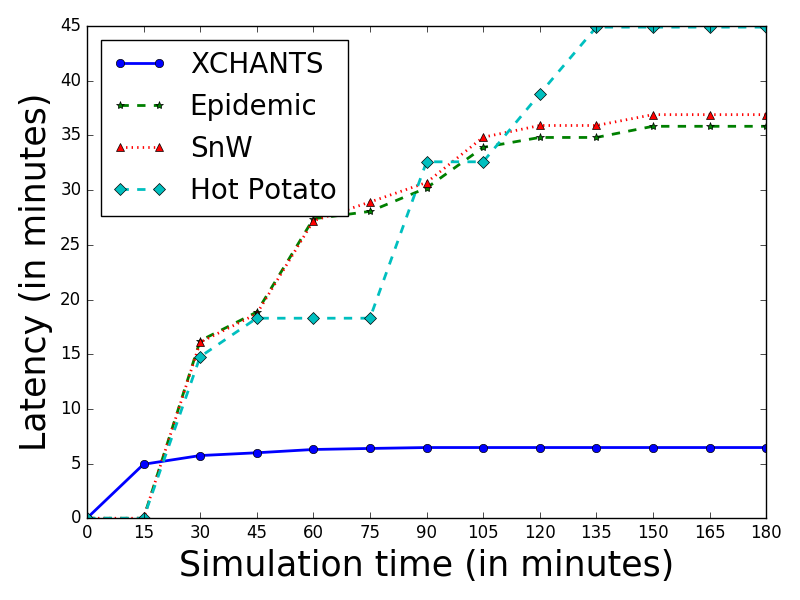 45
40
35
30
25
20
15
10
5
0
Latency (in minutes)
XCHANTS
Epidemic
SnW
Hot Potato
0 15 30 45 60 75 90 105 120 135 150 165 180
Simulation time (in minutes)